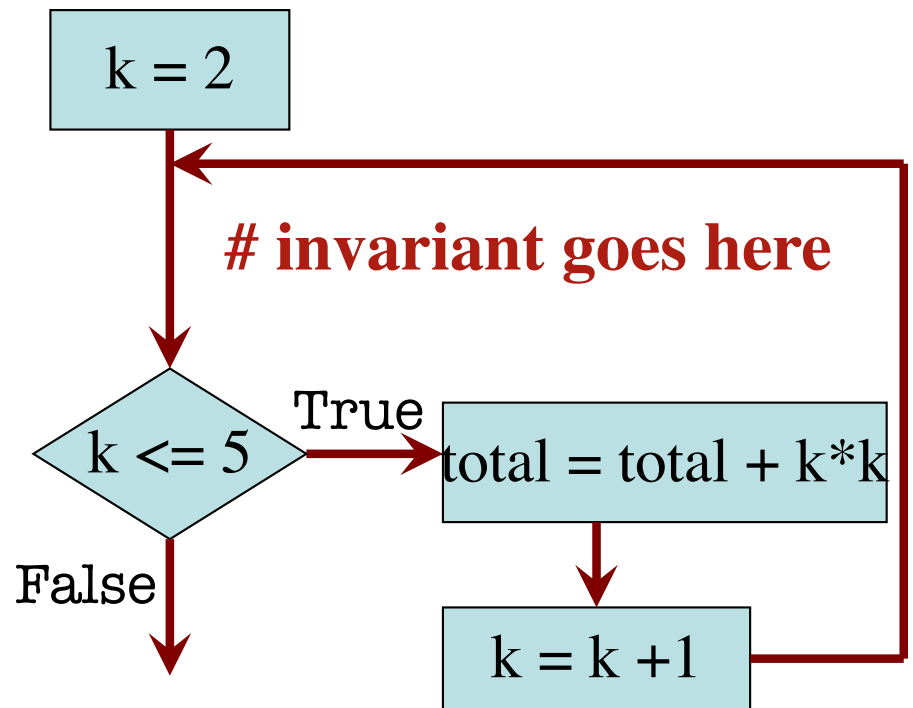 k = 2
# invariant goes here
True
k <= 5
total = total + k*k
False
k = k +1